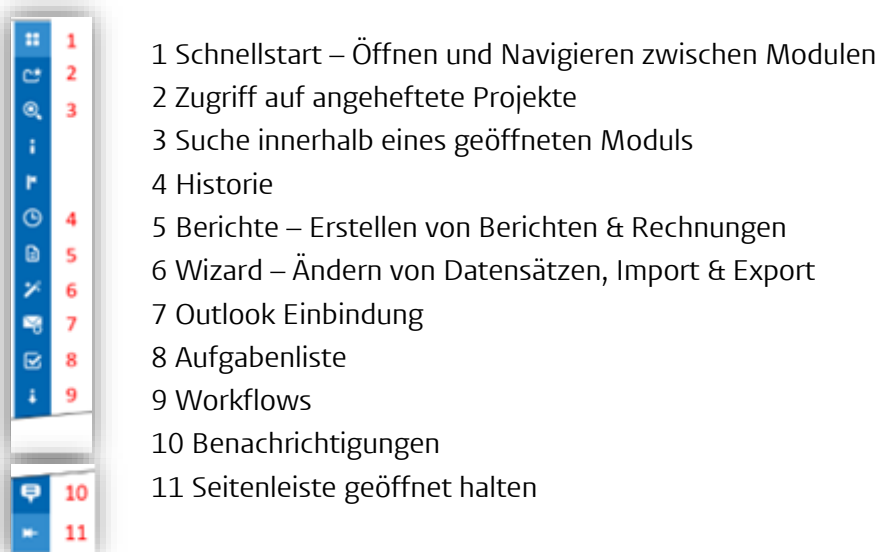 1
2
3
4
5
6
7
8
9
10
11
1 Schnellstart – Öffnen und Navigieren zwischen Modulen
2 Zugriff auf angeheftete Projekte
3 Suche innerhalb eines geöffneten Moduls
4 Historie
5 Berichte – Erstellen von Berichten & Rechnungen
6 Wizard – Ändern von Datensätzen, Import & Export
7 Outlook Einbindung
8 Aufgabenliste
9 Workflows
10 Benachrichtigungen
11 Seitenleiste geöffnet halten